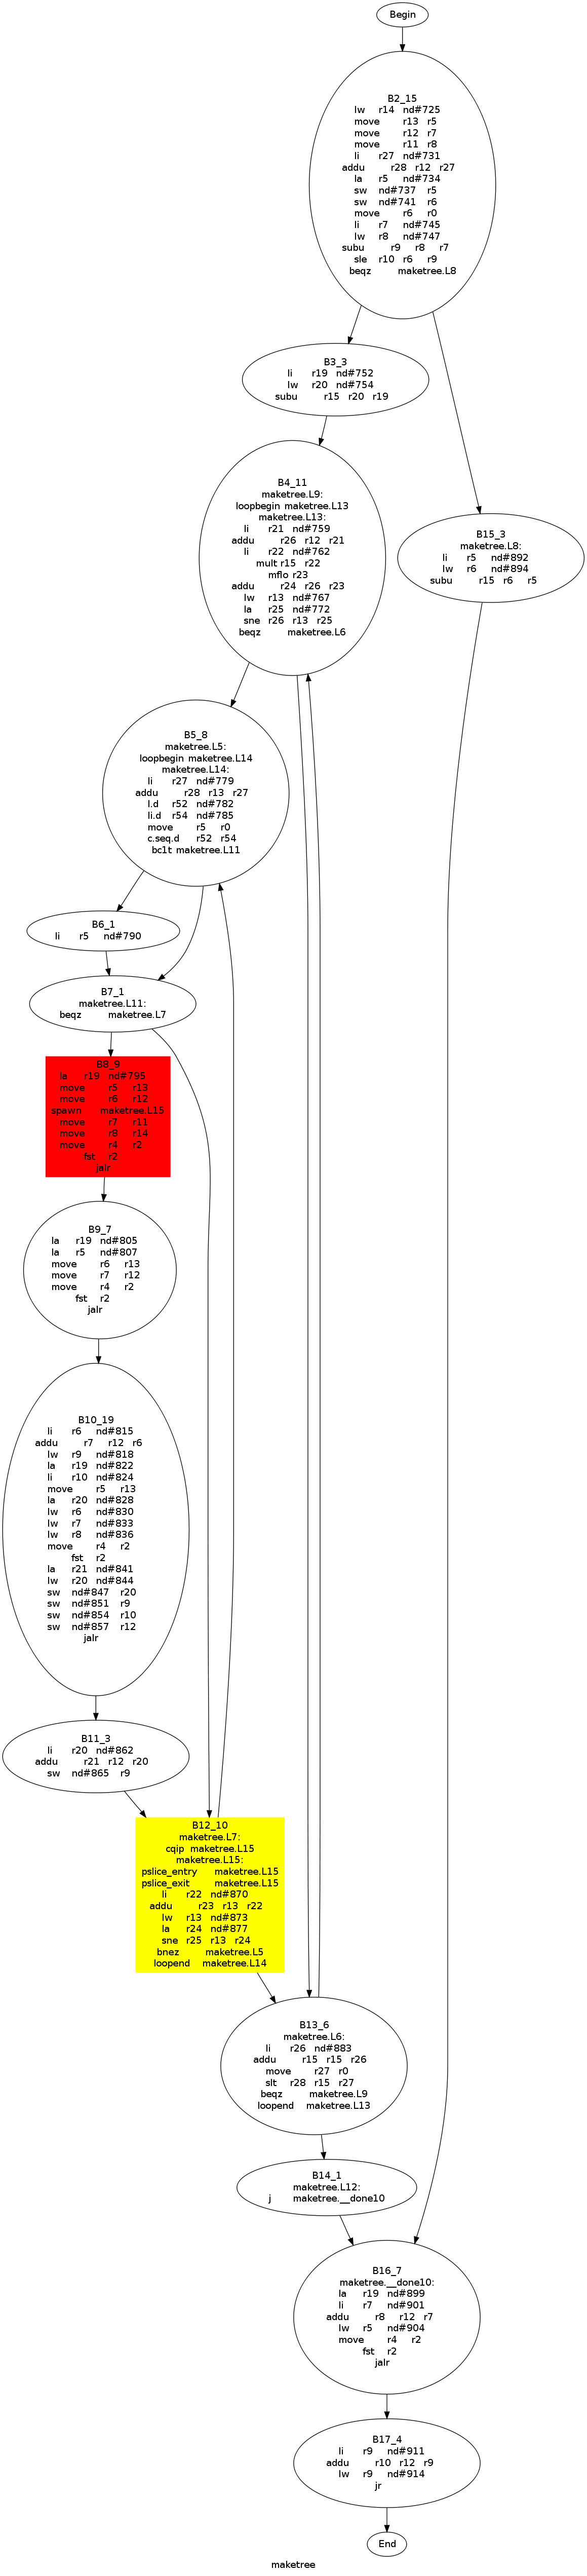 Begin
B2_15
lw r14 nd#725
move r13 r5
move r12 r7
move r11 r8
li r27 nd#731
addu r28 r12 r27
la r5 nd#734
sw nd#737 r5
sw nd#741 r6
move r6 r0
li r7 nd#745
lw r8 nd#747
subu r9 r8 r7
sle r10 r6 r9
beqz maketree.L8
B3_3
li r19 nd#752
lw r20 nd#754
subu r15 r20 r19
B4_11
maketree.L9:
loopbegin maketree.L13
maketree.L13:
li r21 nd#759
addu r26 r12 r21
li r22 nd#762
mult r15 r22
mflo r23
addu r24 r26 r23
lw r13 nd#767
la r25 nd#772
sne r26 r13 r25
beqz maketree.L6
B15_3
maketree.L8:
li r5 nd#892
lw r6 nd#894
subu r15 r6 r5
B5_8
maketree.L5:
loopbegin maketree.L14
maketree.L14:
li r27 nd#779
addu r28 r13 r27
l.d r52 nd#782
li.d r54 nd#785
move r5 r0
c.seq.d r52 r54
bc1t maketree.L11
B6_1
li r5 nd#790
B7_1
maketree.L11:
beqz maketree.L7
B8_9
la r19 nd#795
move r5 r13
move r6 r12
spawn maketree.L15
move r7 r11
move r8 r14
move r4 r2
fst r2
jalr
B9_7
la r19 nd#805
la r5 nd#807
move r6 r13
move r7 r12
move r4 r2
fst r2
jalr
B10_19
li r6 nd#815
addu r7 r12 r6
lw r9 nd#818
la r19 nd#822
li r10 nd#824
move r5 r13
la r20 nd#828
lw r6 nd#830
lw r7 nd#833
lw r8 nd#836
move r4 r2
fst r2
la r21 nd#841
lw r20 nd#844
sw nd#847 r20
sw nd#851 r9
sw nd#854 r10
sw nd#857 r12
jalr
B11_3
li r20 nd#862
addu r21 r12 r20
sw nd#865 r9
B12_10
maketree.L7:
cqip maketree.L15
maketree.L15:
pslice_entry maketree.L15
pslice_exit maketree.L15
li r22 nd#870
addu r23 r13 r22
lw r13 nd#873
la r24 nd#877
sne r25 r13 r24
bnez maketree.L5
loopend maketree.L14
B13_6
maketree.L6:
li r26 nd#883
addu r15 r15 r26
move r27 r0
slt r28 r15 r27
beqz maketree.L9
loopend maketree.L13
B14_1
maketree.L12:
j maketree.__done10
B16_7
maketree.__done10:
la r19 nd#899
li r7 nd#901
addu r8 r12 r7
lw r5 nd#904
move r4 r2
fst r2
jalr
B17_4
li r9 nd#911
addu r10 r12 r9
lw r9 nd#914
jr
End
maketree